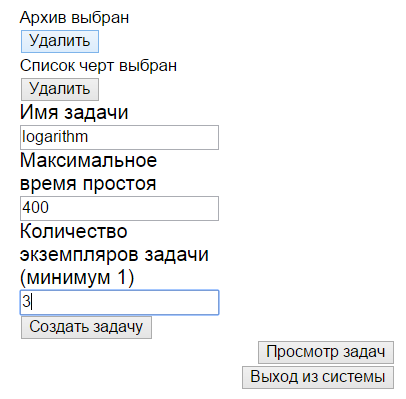 Архив выбран
Удалить
Список черт выбран
Удалить
Имя задачи
logarithm
Максимальное
время простоя
400
Количество
экземпляров задачи
(минимум 1)
3
Создать задачу
Просмотр задач
Выход из системы